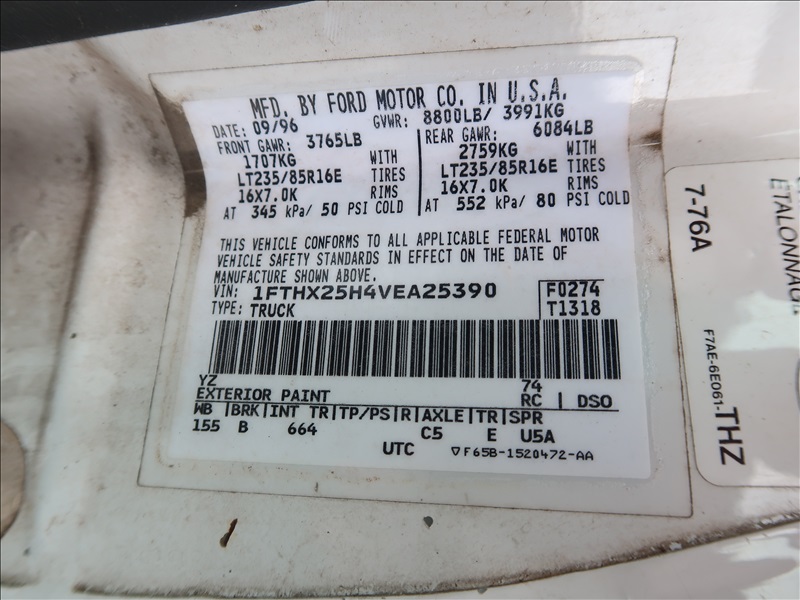 MFD. BY FORD MOTOR CO. IN U.S.A.
DATE: 09/96 GVWR: 8800LB/ 3991KG
FRONT GAWR: 3765LB REAR GAWR: 6084LB
1707KG WITH 2759KG WITH
LT235/85R16E TIRES LT235/85R16E TIRES
16X7.0K RIMS 16X7.0K RIMS
AT 345 kPa/ 50 PSI COLD AT 552 kPa/ 80 PSI COLD
THIS VEHICLE CONFORMS TO ALL APPLICABLE FEDERAL MOTOR
VEHICLE SAFETY STANDARDS IN EFFECT ON THE DATE OF
MANUFACTURE SHOWN ABOVE.
VIN: 1FTHX25H4VEA25390 F0274
TYPE: TRUCK T1318
YZ 74
EXTERIOR PAINT RC DSO
WB BRK INT TR TP/PS R AXLE TR SPR
155 B 664 C5 E U5A
UTC ▽F65B-1520472-AA
ETALONNAGE
7-76A
F7AE-6E061-
THZ